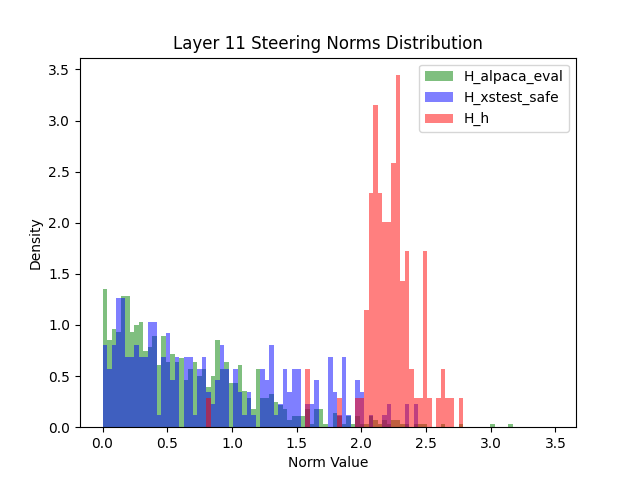 Layer 11 Steering Norms Distribution
H_alpaca_eval
H_xstest_safe
H_h
3.5
3.0
2.5
2.0
1.5
1.0
0.5
0.0
Density
0.0 0.5 1.0 1.5 2.0 2.5 3.0 3.5
Norm Value